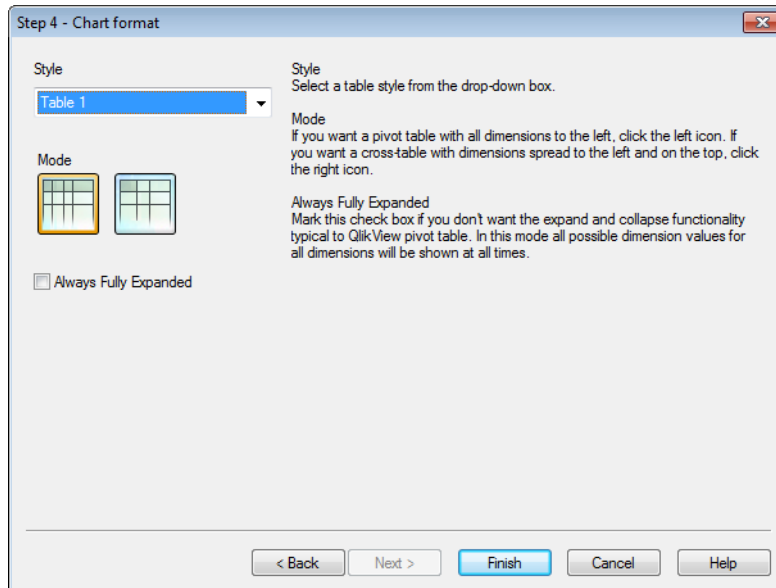 Step 4 - Chart format
Style
Table 1
Mode
Always Fully Expanded
Style
Select a table style from the drop-down box.
Mode
If you want a pivot table with all dimensions to the left, click the left icon. If
you want a cross-table with dimensions spread to the left and on the top, click
the right icon.
Always Fully Expanded
Mark this check box if you don't want the expand and collapse functionality
typical to QlikView pivot table. In this mode all possible dimension values for
all dimensions will be shown at all times.
< Back
Next >
Finish
Cancel
Help